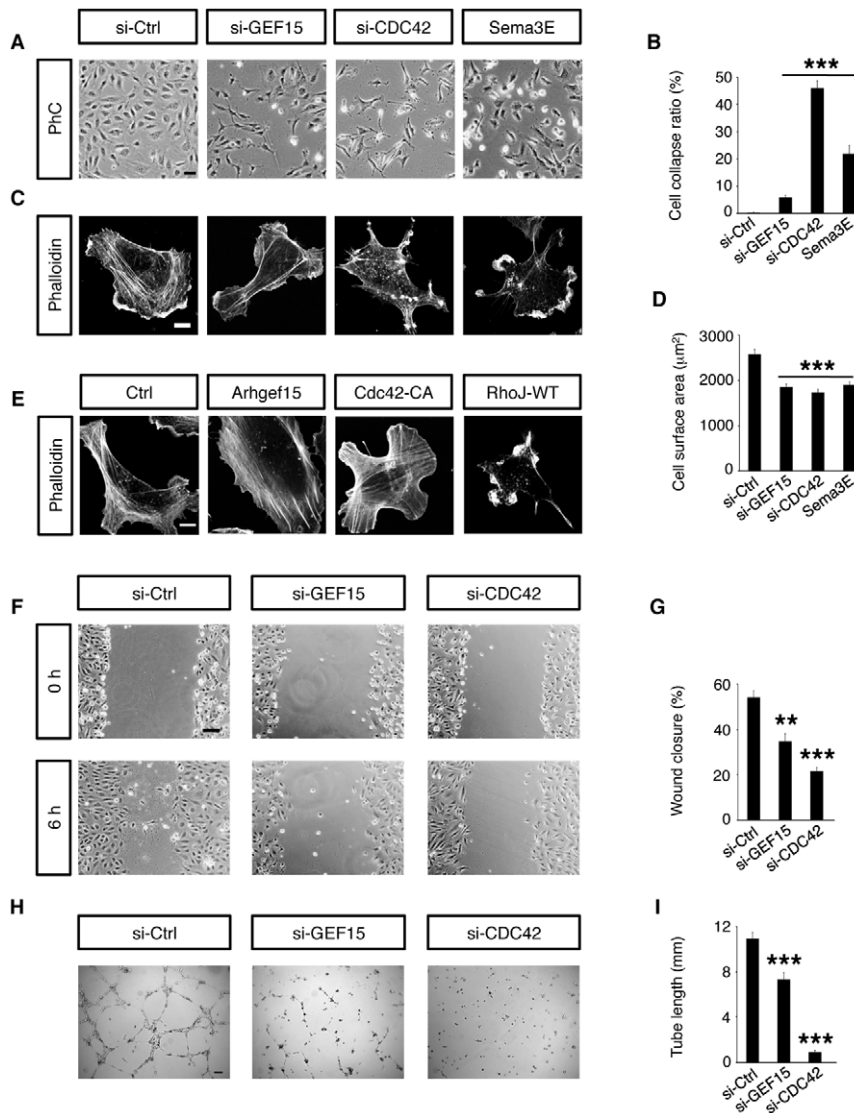 A
si-Ctrl si-GEF15 si-CDC42 Sema3E
PhC
B
***
Cell collapse ratio (%)
50
40
30
20
10
0
si-Ctrl
si-GEF15
si-CDC42
Sema3E
C
Phalloidin
D
***
Cell surface area (μm²)
3000
2000
1000
0
si-Ctrl
si-GEF15
si-CDC42
Sema3E
E
Ctrl Arhgef15 Cdc42-CA RhoJ-WT
Phalloidin
F
si-Ctrl si-GEF15 si-CDC42
0 h
6 h
G
Wound closure (%)
60
40
20
0
**
***
si-Ctrl
si-GEF15
si-CDC42
H
si-Ctrl si-GEF15 si-CDC42
I
Tube length (mm)
12
8
4
0
***
***
si-Ctrl
si-GEF15
si-CDC42